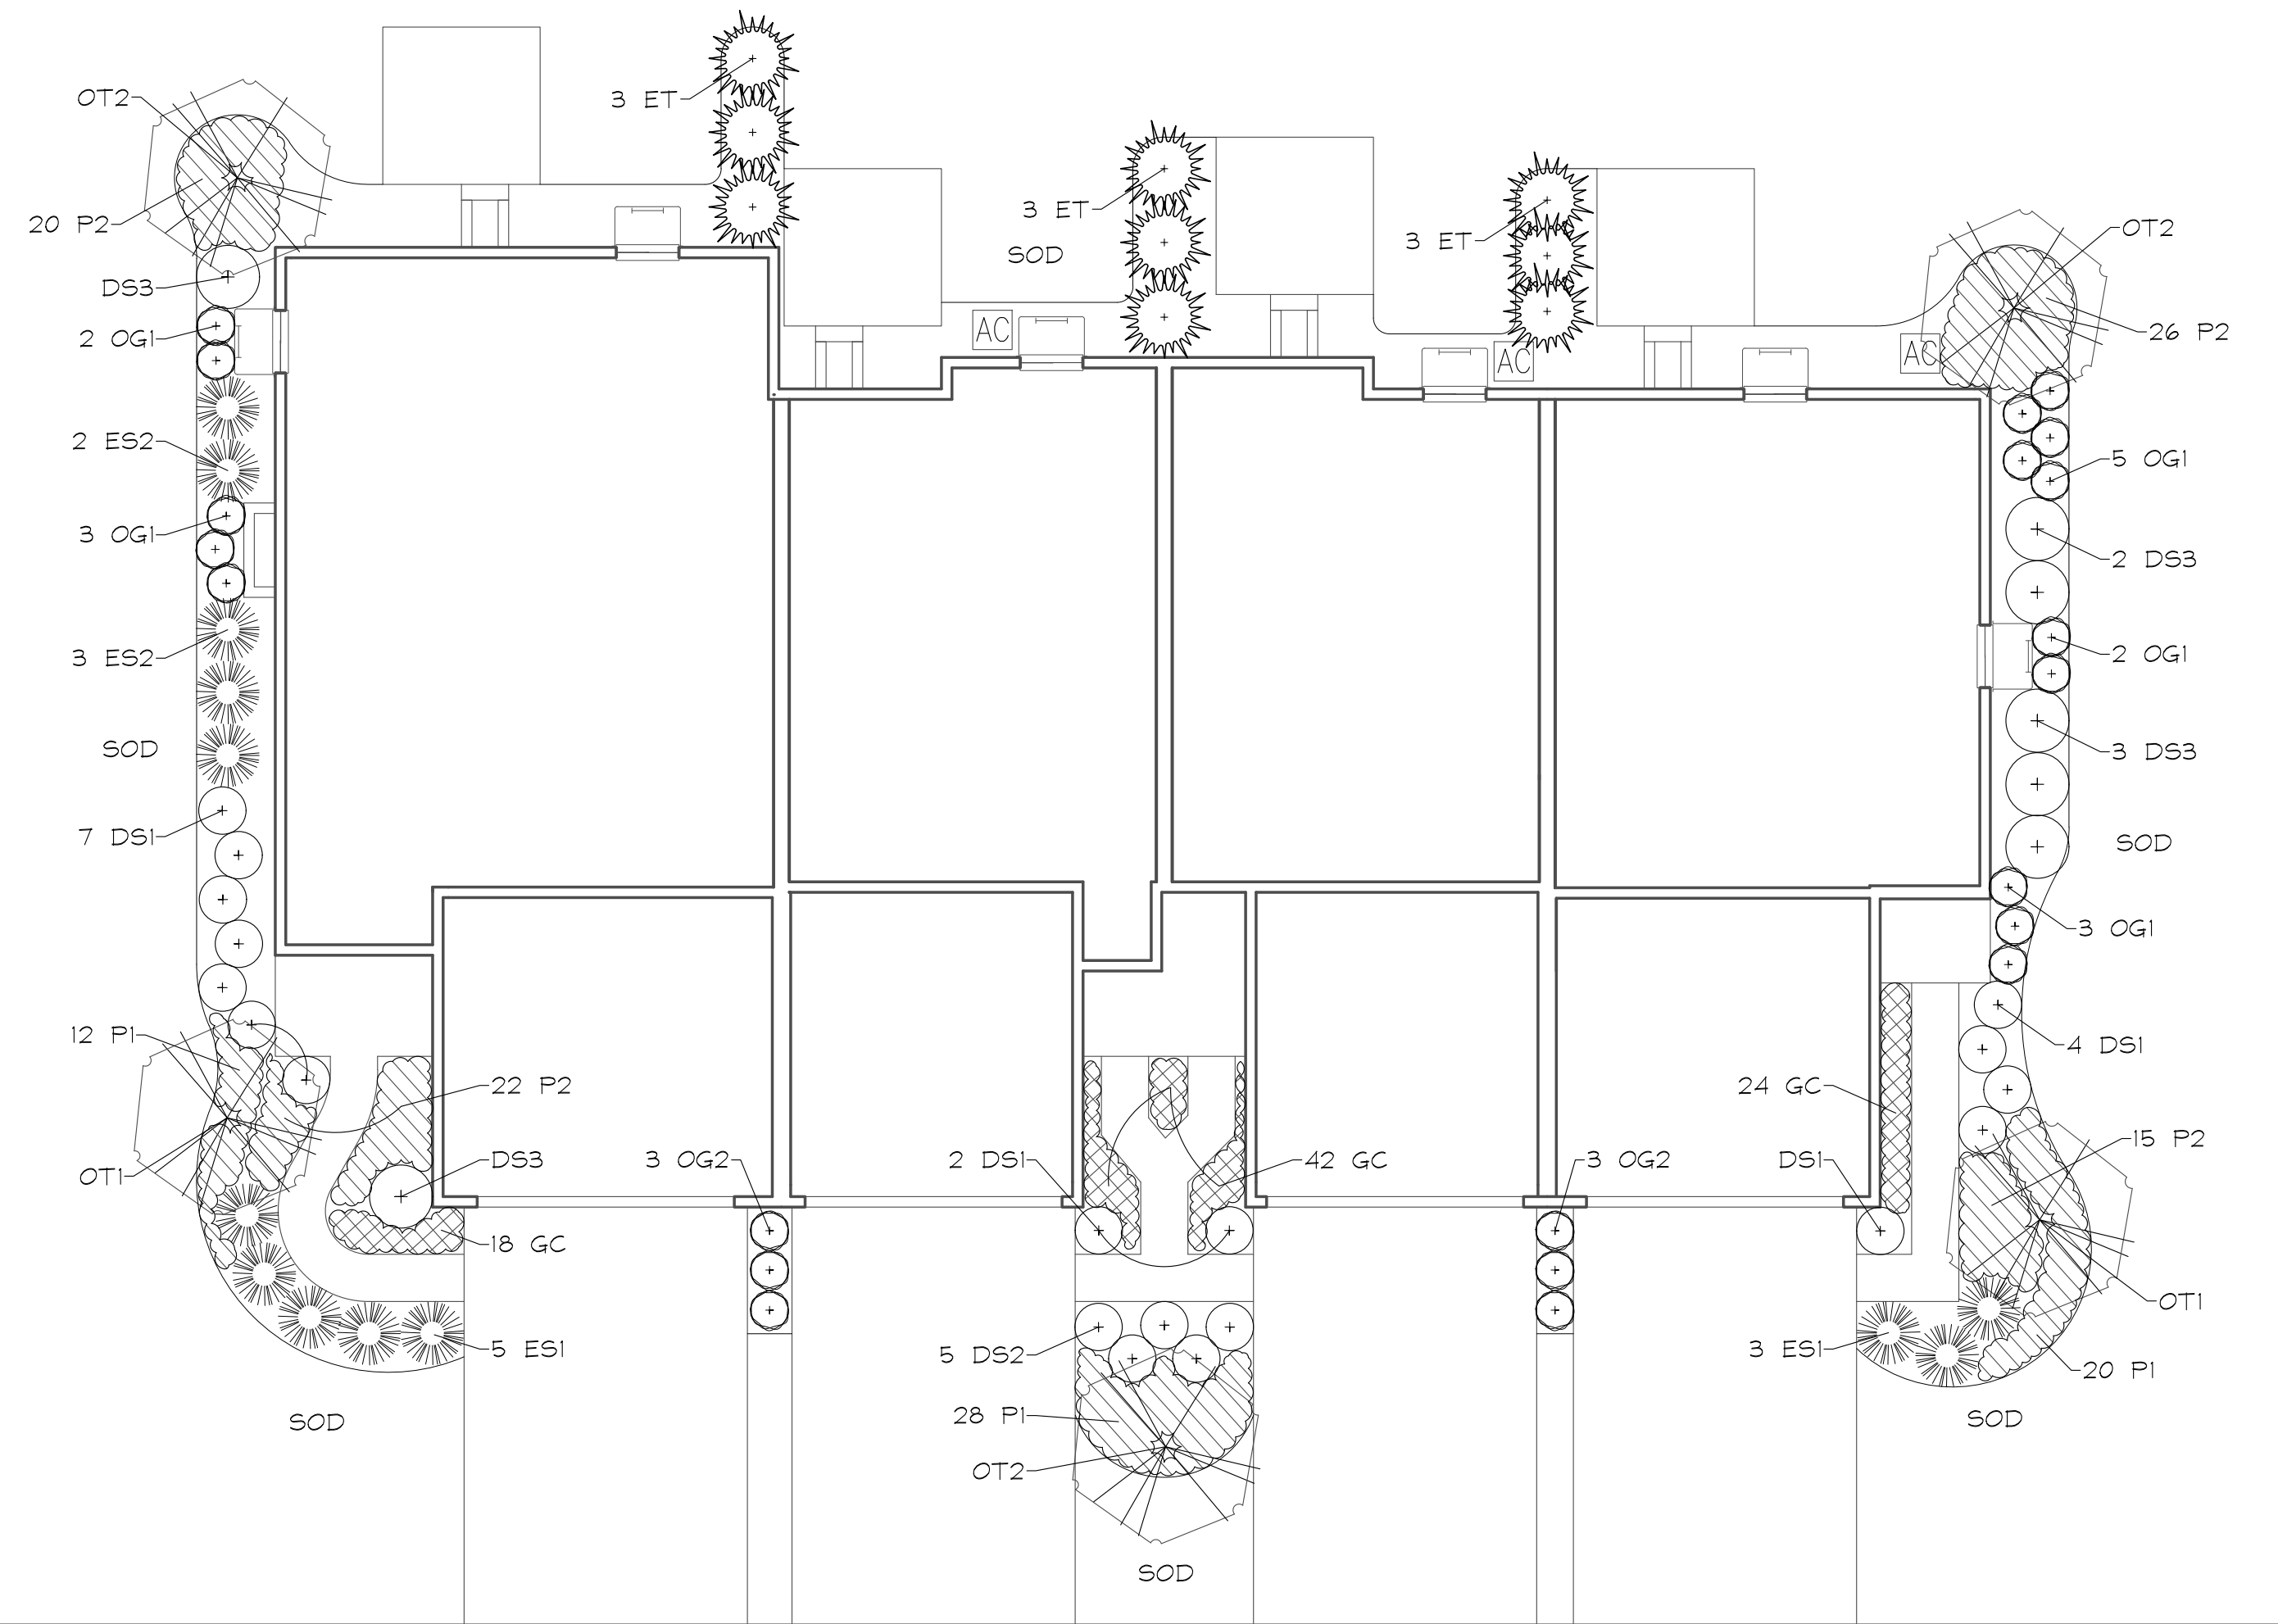 OT2
3 ET
20 P2
3 ET
SOD
3 ET
OT2
DS3
2 OG1
AC
AC
AC
26 P2
2 ES2
5 OG1
3 OG1
2 DS3
3 ES2
2 OG1
SOD
3 DS3
7 DS1
SOD
3 OG1
12 P1
4 DS1
22 P2
24 GC
15 P2
OT1
DS3
3 OG2
2 DS1
42 GC
3 OG2
DS1
18 GC
OT1
5 ES1
5 DS2
3 ES1
20 P1
SOD
28 P1
SOD
OT2
SOD